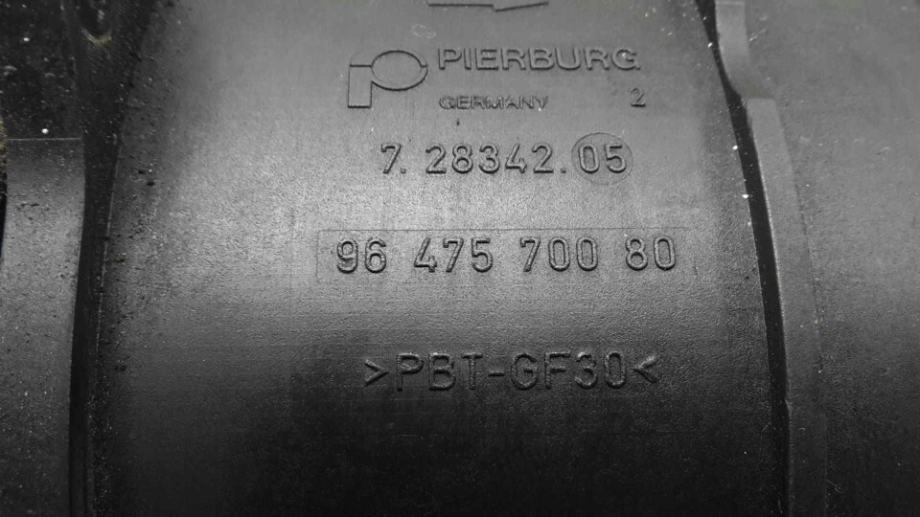 PIERBURG
GERMANY 2
7. 28342. 05
96 475 700 80
>PBT-GF30<